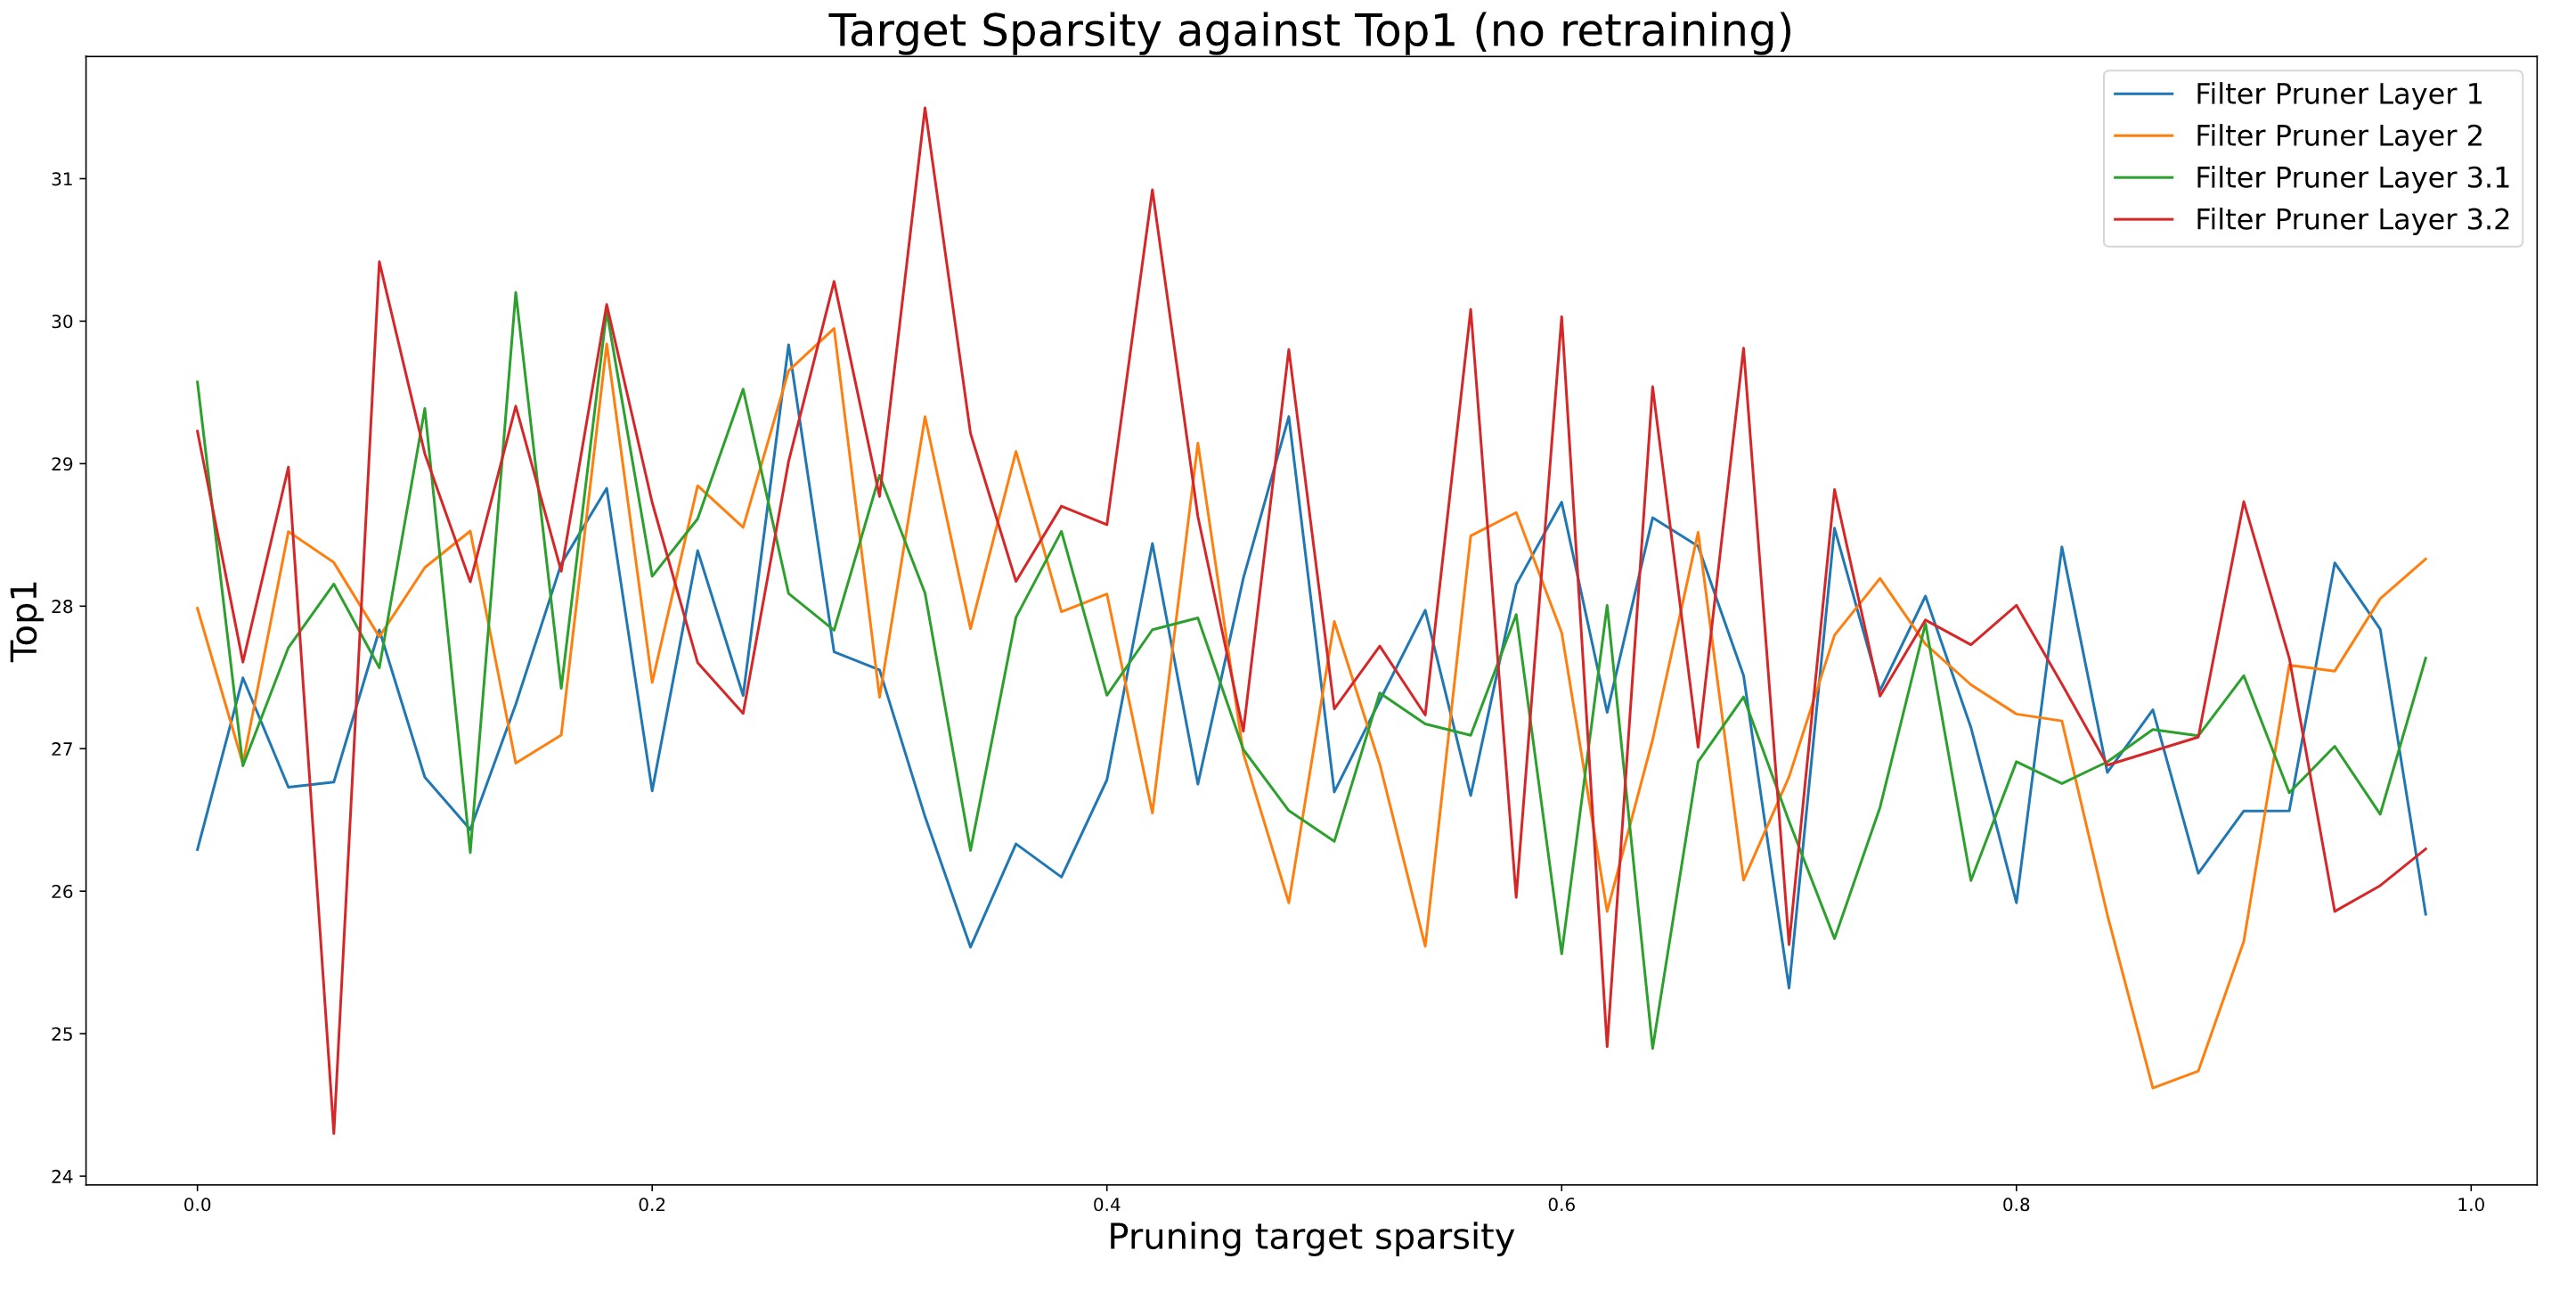 Target Sparsity against Top1 (no retraining)
Filter Pruner Layer 1
Filter Pruner Layer 2
Filter Pruner Layer 3.1
Filter Pruner Layer 3.2
Top1
31
30
29
28
27
26
25
24
0.0 0.2 0.4 0.6 0.8 1.0
Pruning target sparsity